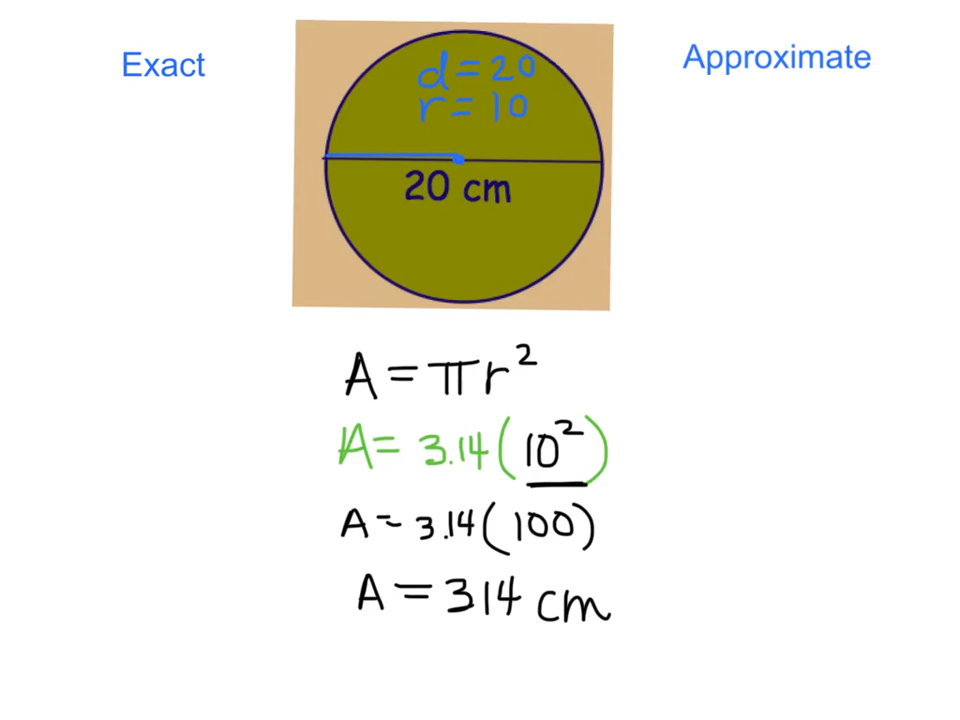 Exact
Approximate
d = 20
r = 10
20 cm
A = πr²
A = 3.14 (10²)
A = 3.14 (100)
A = 314 cm